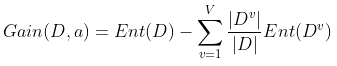 Gain(D, a) = Ent(D) − \sum_{v=1}^{V} \frac{|D^v|}{|D|} Ent(D^v)